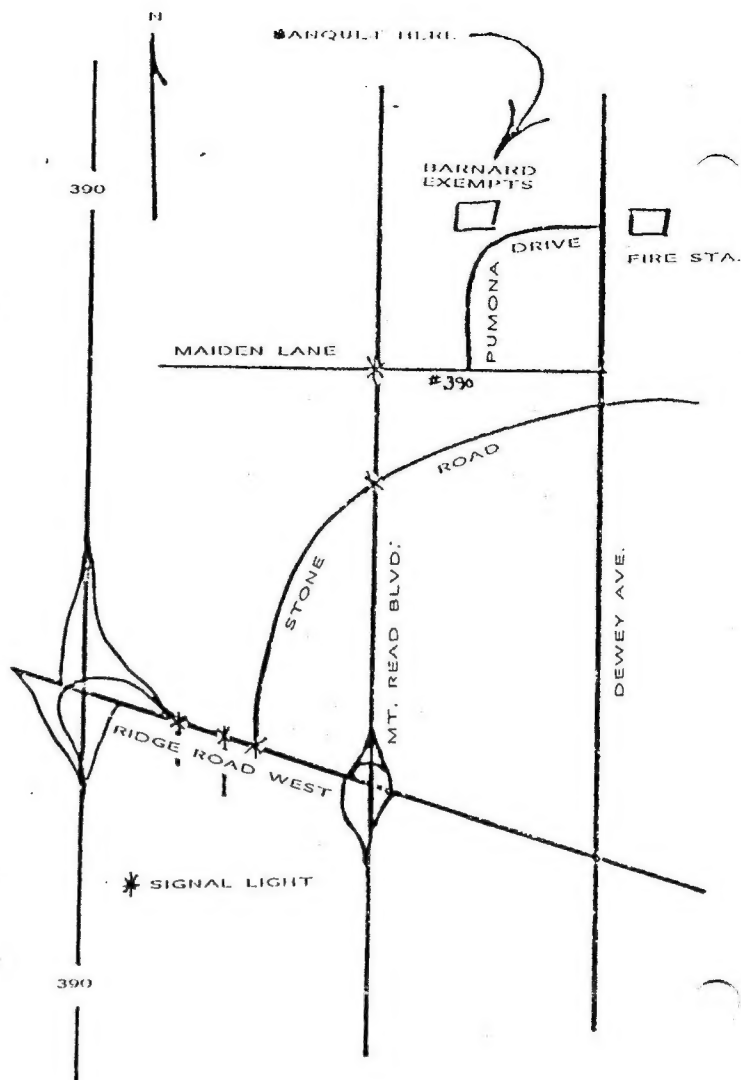 N
BANQUET HERE
390
BARNARD
EXEMPTS
DRIVE
FIRE STA.
PUMONA
MAIDEN LANE
#390
ROAD
STONE
MT. READ BLVD.
DEWEY AVE.
RIDGE ROAD WEST
SIGNAL LIGHT
390